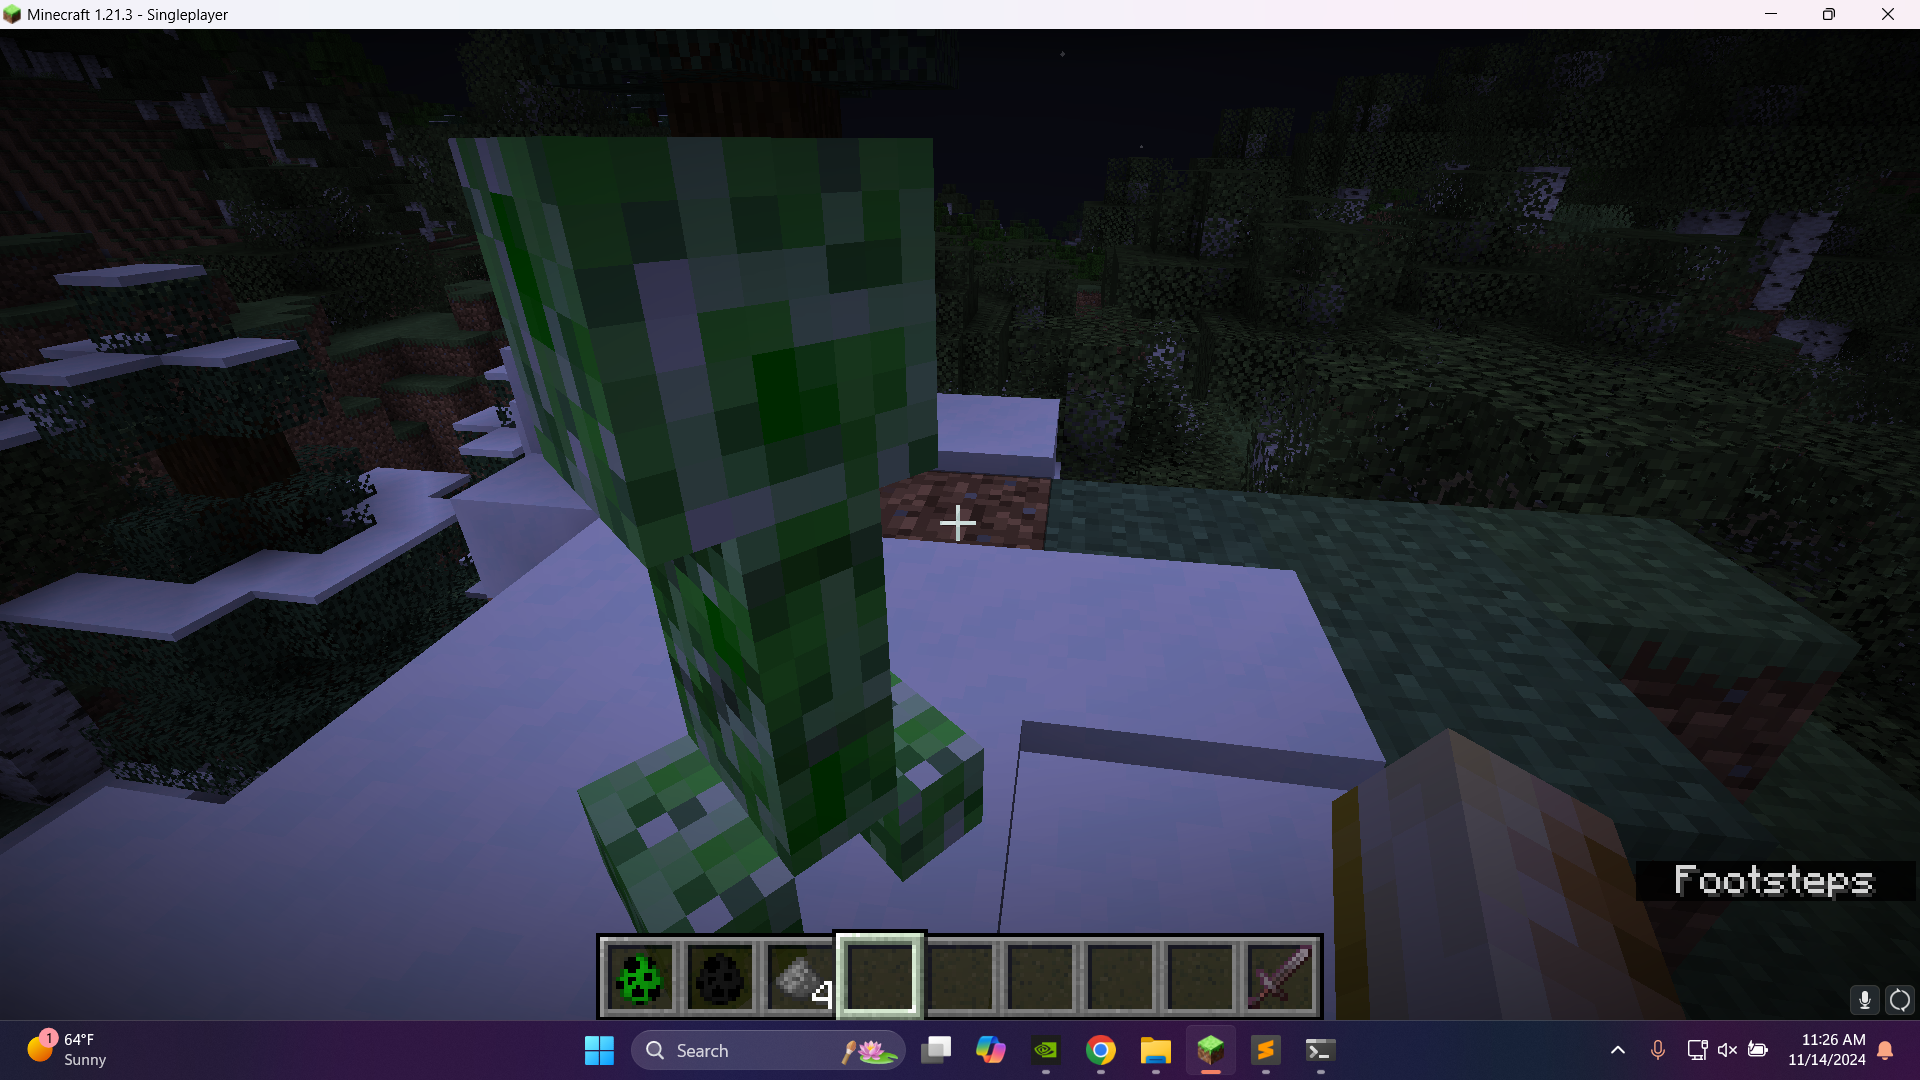 Minecraft 1.21.3 - Singleplayer
Footsteps
4
1
64°F
Sunny
Search
11:26 AM
11/14/2024